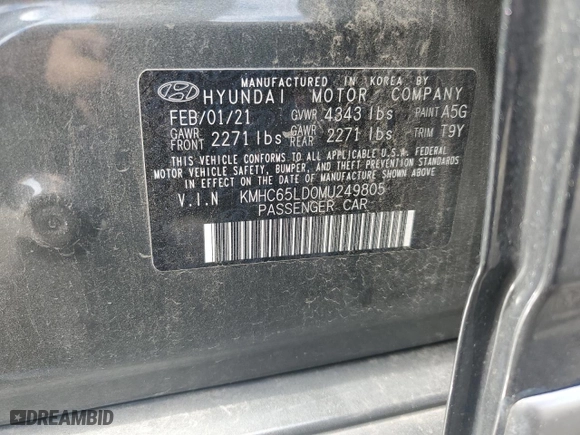 MANUFACTURED IN KOREA BY
HYUNDAI MOTOR COMPANY
FEB/01/21 GVWR 4343 lbs PAINT A5G
GAWR FRONT 2271 lbs GAWR REAR 2271 lbs TRIM T9Y
THIS VEHICLE CONFORMS TO ALL APPLICABLE U.S.A. FEDERAL
MOTOR VEHICLE SAFETY, BUMPER, AND THEFT PREVENTION STANDARDS
IN EFFECT ON THE DATE OF MANUFACTURE SHOWN ABOVE.
V.I.N KMHC65LD0MU249805
PASSENGER CAR
DREAMBID